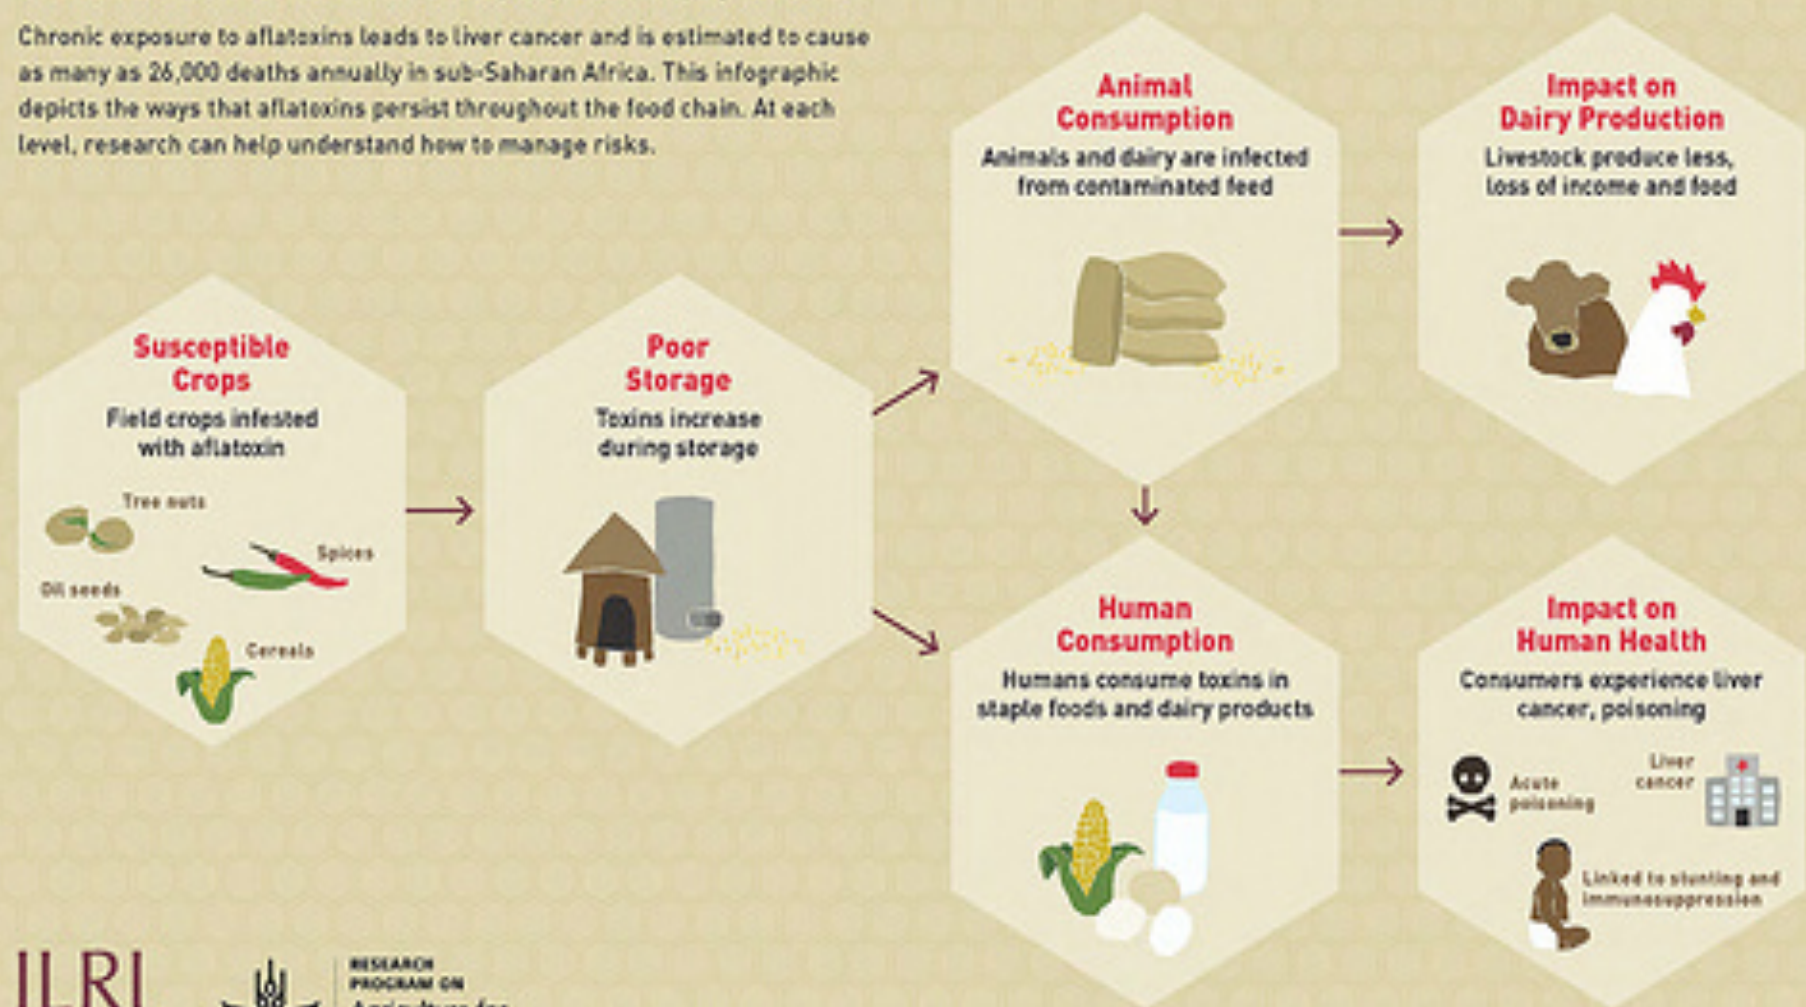 Chronic exposure to aflatoxins leads to liver cancer and is estimated to cause
as many as 26,000 deaths annually in sub-Saharan Africa. This infographic
depicts the ways that aflatoxins persist throughout the food chain. At each
level, research can help understand how to manage risks.
Susceptible
Crops
Field crops infested
with aflatoxin
Tree nuts
Spices
Oil seeds
Cereals
Poor
Storage
Toxins increase
during storage
Animal
Consumption
Animals and dairy are infected
from contaminated feed
Impact on
Dairy Production
Livestock produce less,
loss of income and food
Human
Consumption
Humans consume toxins in
staple foods and dairy products
Impact on
Human Health
Consumers experience liver
cancer, poisoning
Acute
poisoning
Liver
cancer
Linked to stunting and
immunosuppression
ILRI
RESEARCH
PROGRAM ON
Agriculture for